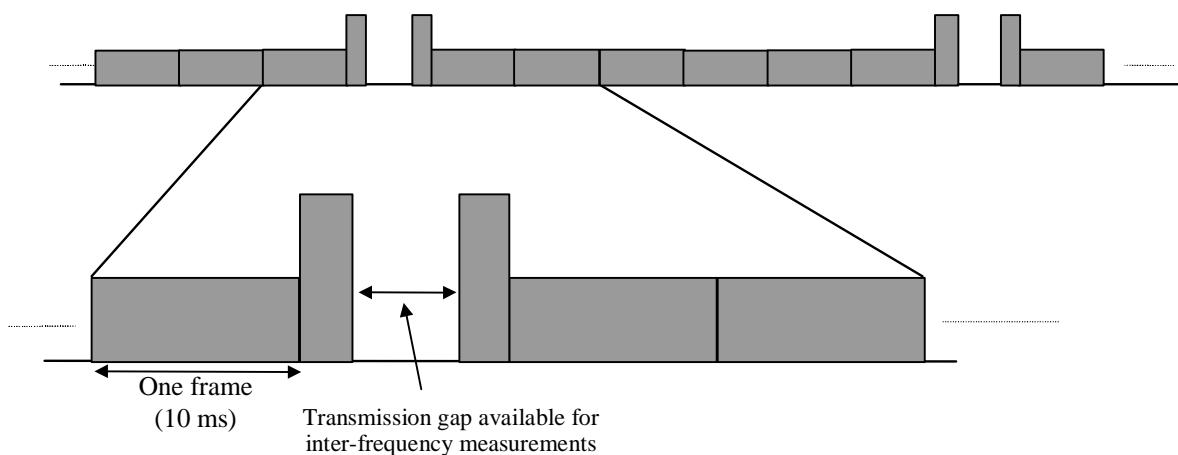 One frame
(10 ms)
Transmission gap available for
inter-frequency measurements